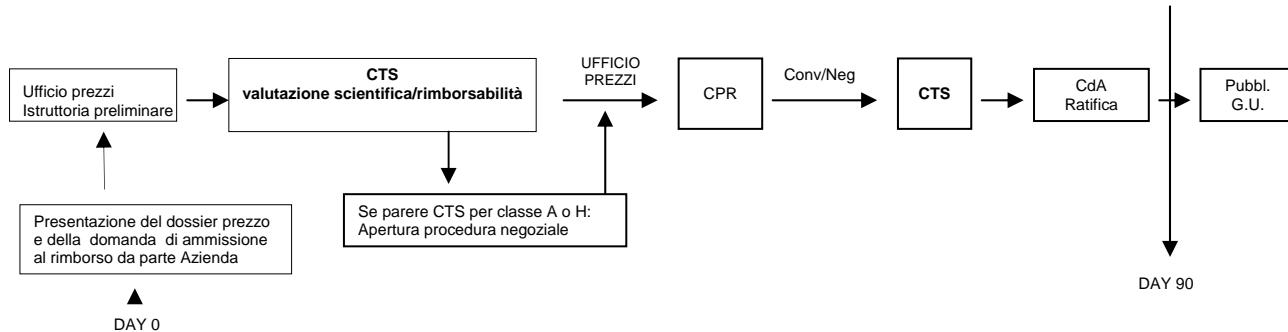 Ufficio prezzi
Istruttoria preliminare
CTS
valutazione scientifica/rimborsabilità
UFFICIO
PREZZI
CPR
Conv/Neg
CTS
CdA
Ratifica
Pubbl.
G.U.
Presentazione del dossier prezzo
e della domanda di ammissione
al rimborso da parte Azienda
Se parere CTS per classe A o H:
Apertura procedura negoziale
DAY 0
DAY 90